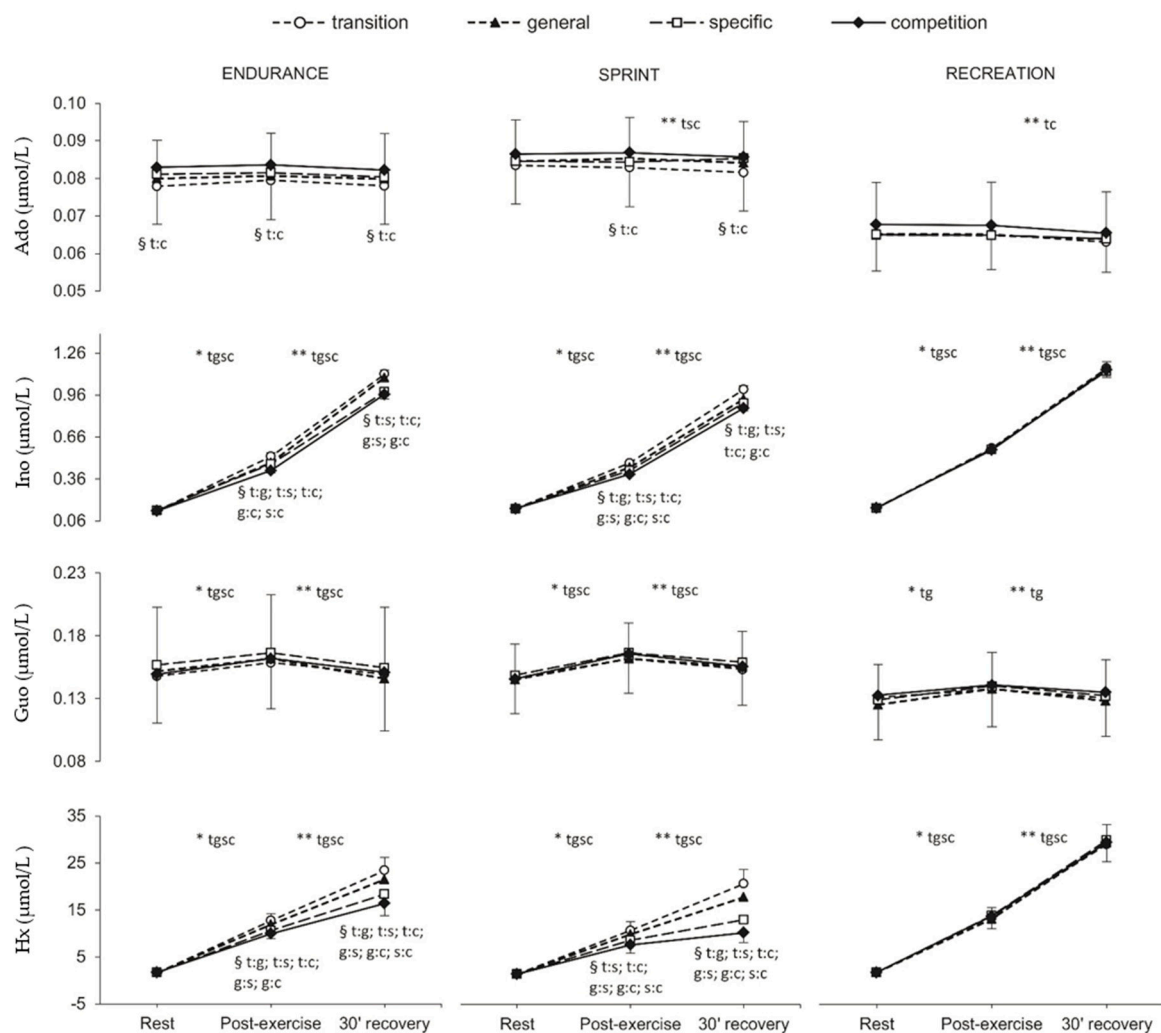 transition general specific competition
ENDURANCE SPRINT RECREATION
Ado (µmol/L)
0.10
0.09
0.08
0.07
0.06
0.05
** tsc
** tc
§ t:c § t:c § t:c
§ t:c § t:c
Ino (µmol/L)
1.26
0.96
0.66
0.36
0.06
* tgsc ** tgsc
§ t:s; t:c;
g:s; g:c
§ t:g; t:s; t:c;
g:c; s:c
* tgsc ** tgsc
§ t:g; t:s;
t:c; g:c
§ t:g; t:s; t:c;
g:s; g:c; s:c
* tgsc ** tgsc
Guo (µmol/L)
0.23
0.18
0.13
0.08
* tgsc ** tgsc
* tgsc ** tgsc
* tg ** tg
Hx (µmol/L)
35
25
15
5
-5
* tgsc ** tgsc
§ t:g; t:s; t:c;
g:s; g:c; s:c
§ t:g; t:s; t:c;
g:s; g:c
* tgsc ** tgsc
§ t:g; t:s; t:c;
g:s; g:c; s:c
§ t:s; t:c;
g:s; g:c; s:c
* tgsc ** tgsc
Rest Post-exercise 30' recovery
Rest Post-exercise 30' recovery
Rest Post-exercise 30' recovery